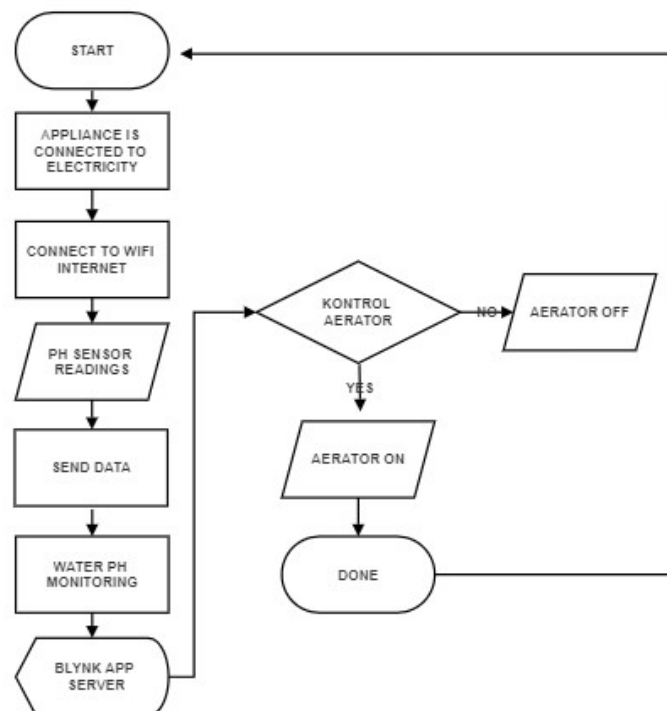 START
APPLIANCE IS
CONNECTED TO
ELECTRICITY
CONNECT TO WIFI
INTERNET
PH SENSOR
READINGS
SEND DATA
WATER PH
MONITORING
BLYNK APP
SERVER
KONTROL
AERATOR
NO
AERATOR OFF
YES
AERATOR ON
DONE